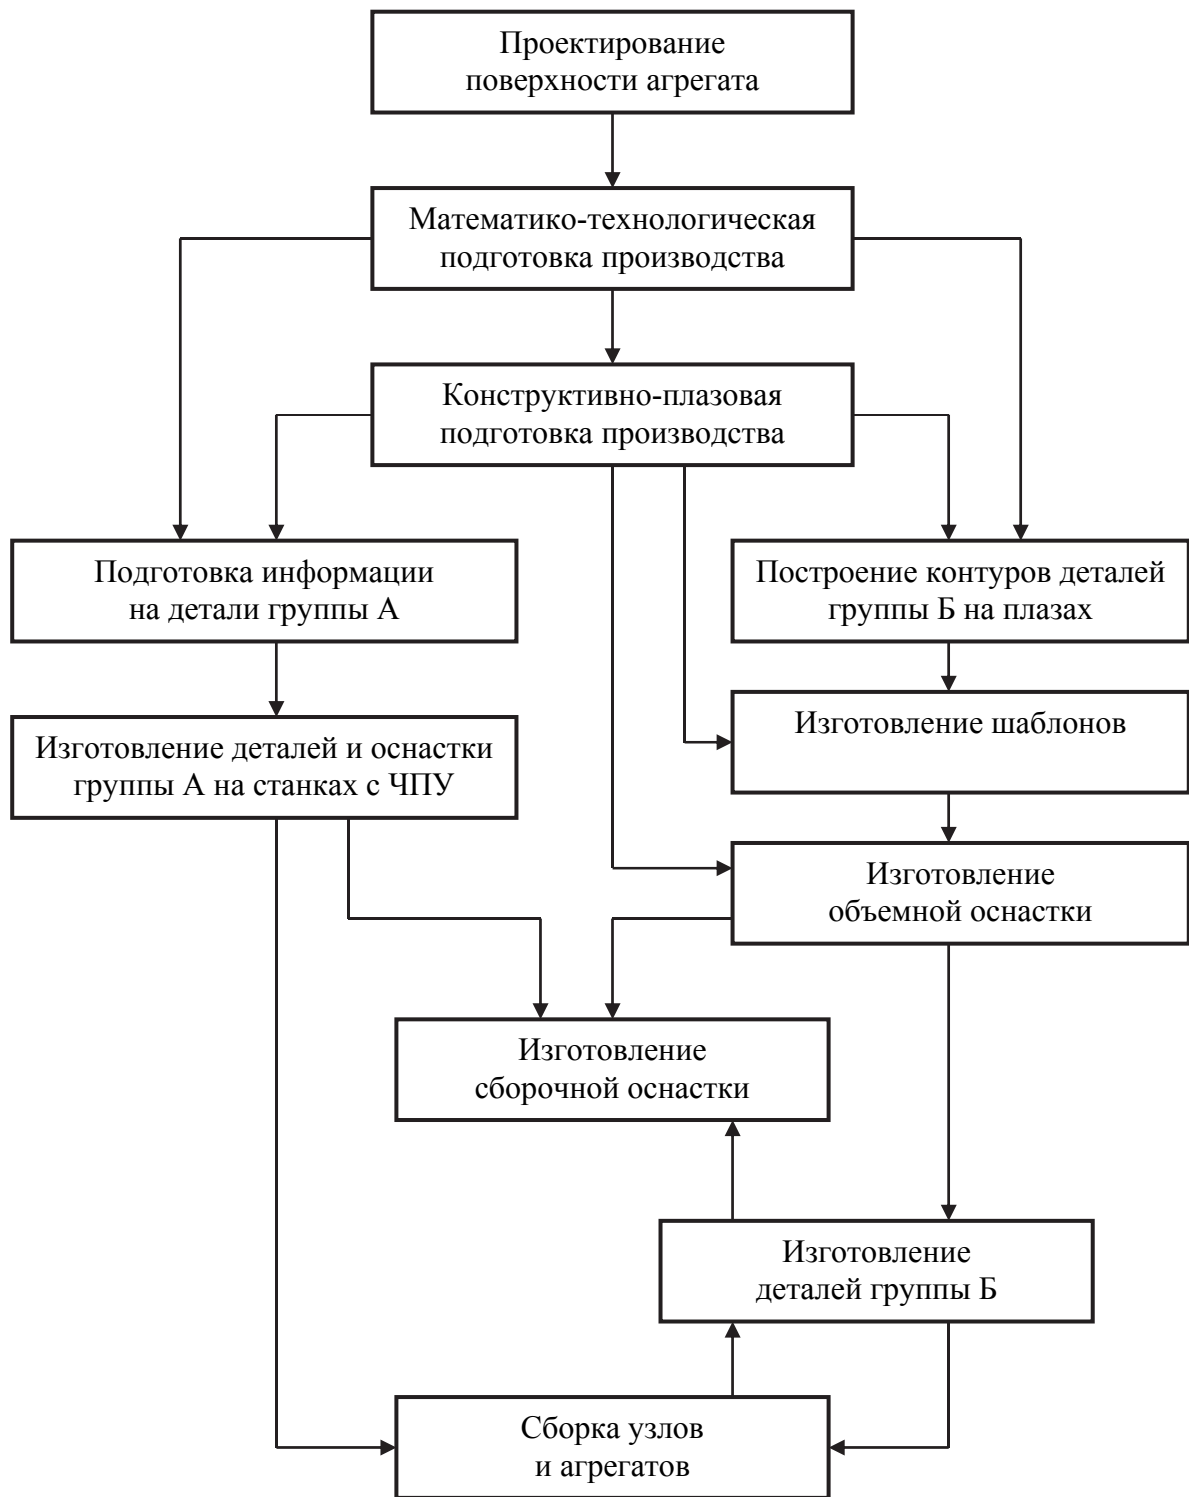 Проектирование
поверхности агрегата
Математико-технологическая
подготовка производства
Конструктивно-плазовая
подготовка производства
Подготовка информации
на детали группы А
Построение контуров деталей
группы Б на плазах
Изготовление деталей и оснастки
группы А на станках с ЧПУ
Изготовление шаблонов
Изготовление
объемной оснастки
Изготовление
сборочной оснастки
Изготовление
деталей группы Б
Сборка узлов
и агрегатов